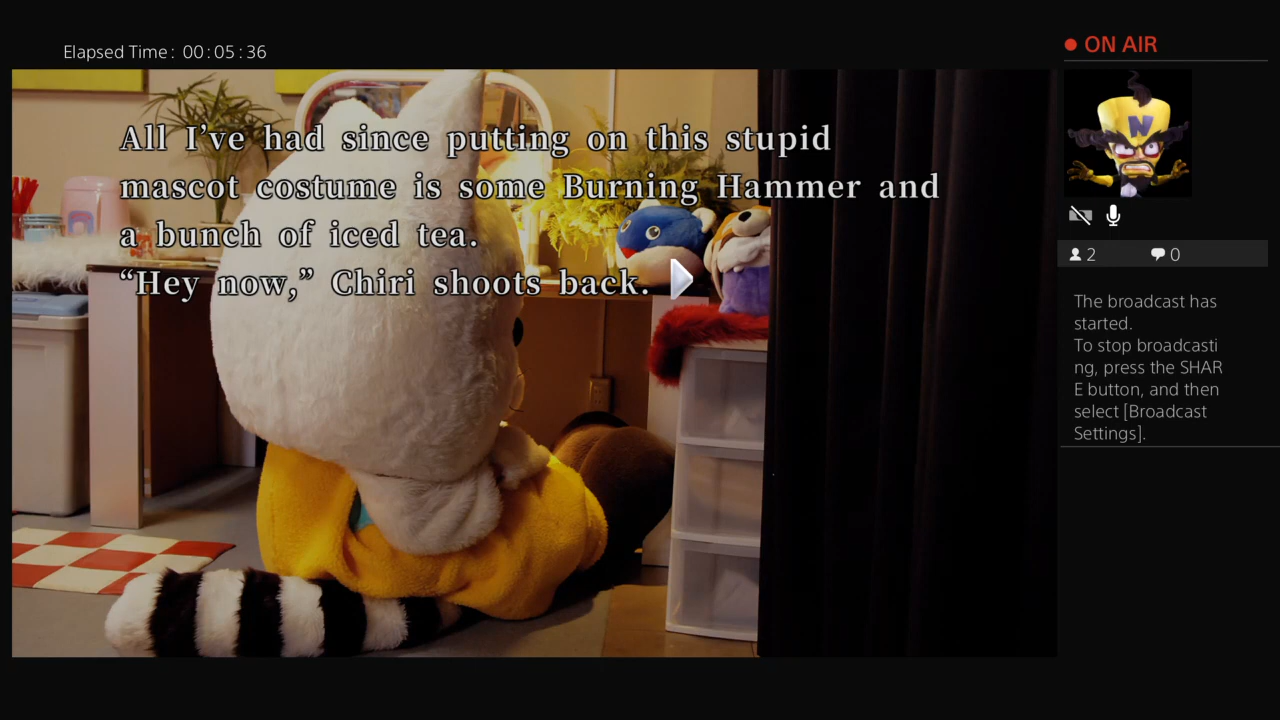 Elapsed Time: 00:05:36
ON AIR
All I've had since putting on this stupid
mascot costume is some Burning Hammer and
a bunch of iced tea.
“Hey now,” Chiri shoots back.
N
2
0
The broadcast has
started.
To stop broadcasti
ng, press the SHAR
E button, and then
select [Broadcast
Settings].